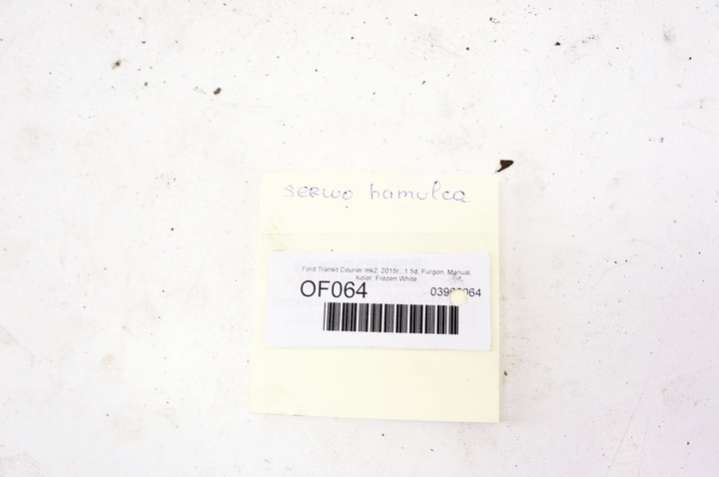 serwo hamulca
Ford Transit Courier mk2, 2015r., 1.5d, Furgon, Manual,
Kolor: Frozen White
OF064